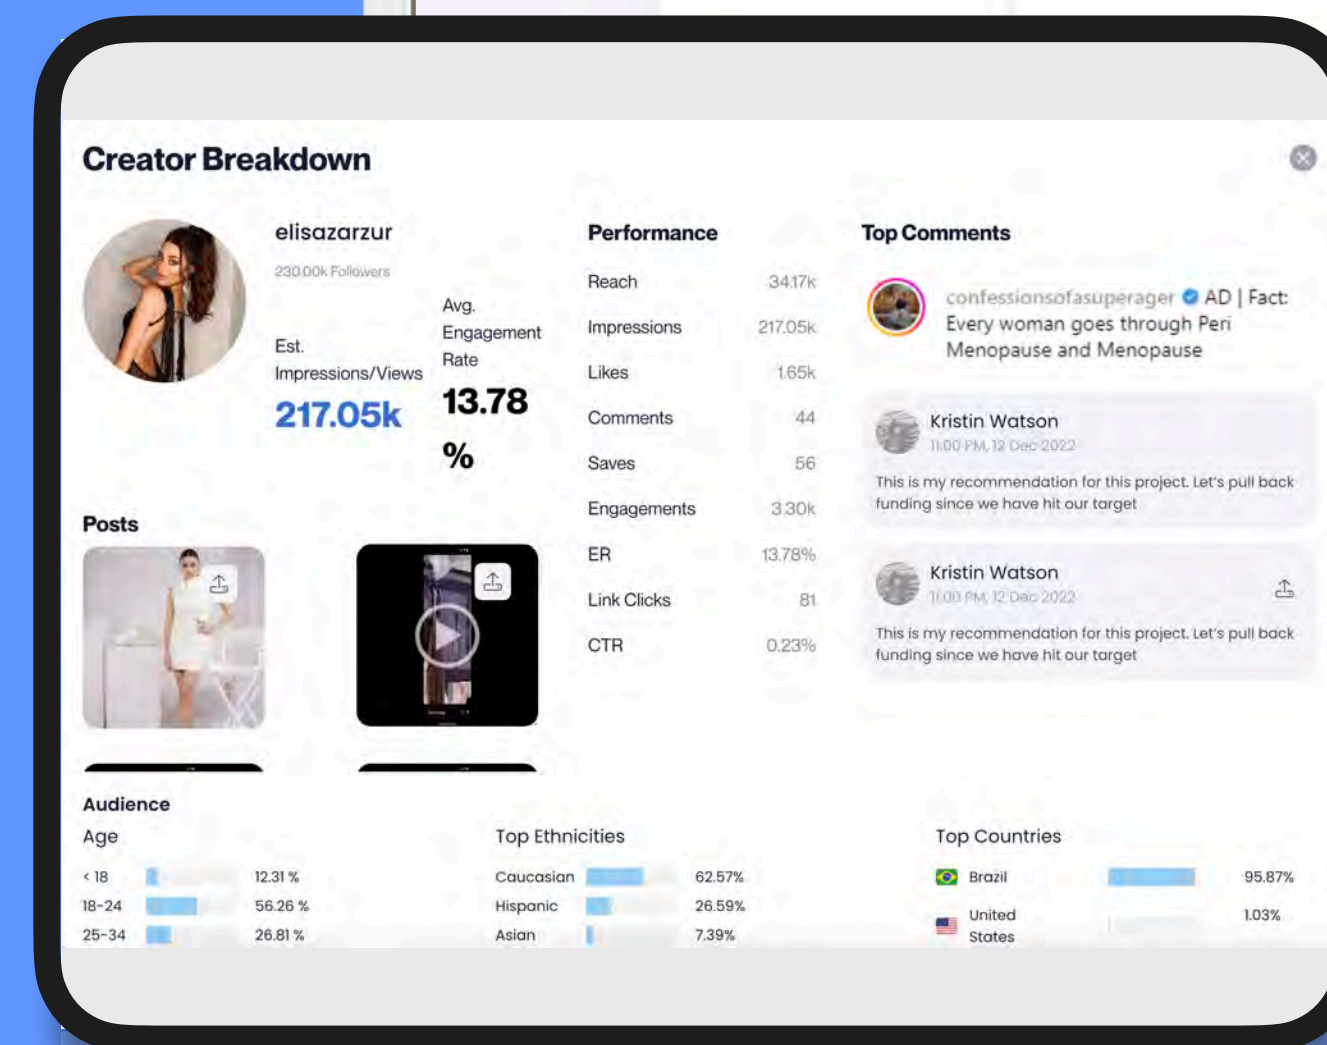 Creator Breakdown
elisazarzur
230.00k Followers
Est.
Impressions/Views
217.05k
Avg.
Engagement
Rate
13.78
%
Posts
Performance
Reach 34.17k
Impressions 217.05k
Likes 1.65k
Comments 44
Saves 56
Engagements 3.30k
ER 13.78%
Link Clicks 81
CTR 0.23%
Top Comments
confessionsofasuperager AD | Fact:
Every woman goes through Peri
Menopause and Menopause
Kristin Watson
11:00 PM, 12 Dec 2022
This is my recommendation for this project. Let's pull back
funding since we have hit our target
Kristin Watson
11:00 PM, 12 Dec 2022
This is my recommendation for this project. Let's pull back
funding since we have hit our target
Audience
Age
< 18 12.31 %
18-24 56.26 %
25-34 26.81 %
Top Ethnicities
Caucasian 62.57%
Hispanic 26.59%
Asian 7.39%
Top Countries
Brazil 95.87%
United
States 1.03%